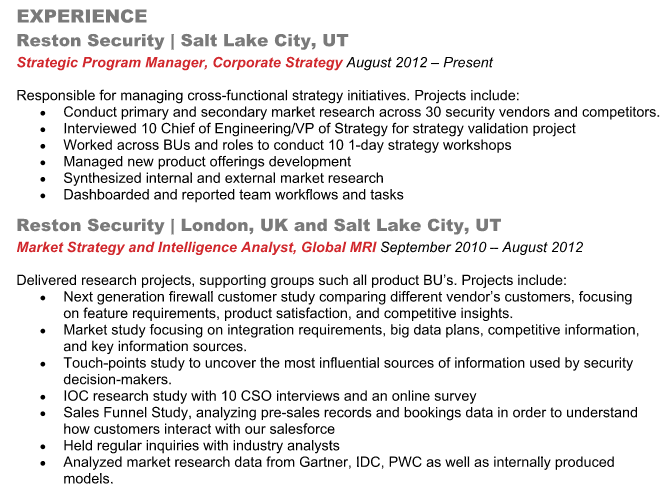 EXPERIENCE
Reston Security | Salt Lake City, UT
Strategic Program Manager, Corporate Strategy August 2012 – Present
Responsible for managing cross-functional strategy initiatives. Projects include:
• Conduct primary and secondary market research across 30 security vendors and competitors.
• Interviewed 10 Chief of Engineering/VP of Strategy for strategy validation project
• Worked across BUs and roles to conduct 10 1-day strategy workshops
• Managed new product offerings development
• Synthesized internal and external market research
• Dashboarded and reported team workflows and tasks
Reston Security | London, UK and Salt Lake City, UT
Market Strategy and Intelligence Analyst, Global MRI September 2010 – August 2012
Delivered research projects, supporting groups such all product BU's. Projects include:
• Next generation firewall customer study comparing different vendor's customers, focusing
on feature requirements, product satisfaction, and competitive insights.
• Market study focusing on integration requirements, big data plans, competitive information,
and key information sources.
• Touch-points study to uncover the most influential sources of information used by security
decision-makers.
• IOC research study with 10 CSO interviews and an online survey
• Sales Funnel Study, analyzing pre-sales records and bookings data in order to understand
how customers interact with our salesforce
• Held regular inquiries with industry analysts
• Analyzed market research data from Gartner, IDC, PWC as well as internally produced
models.